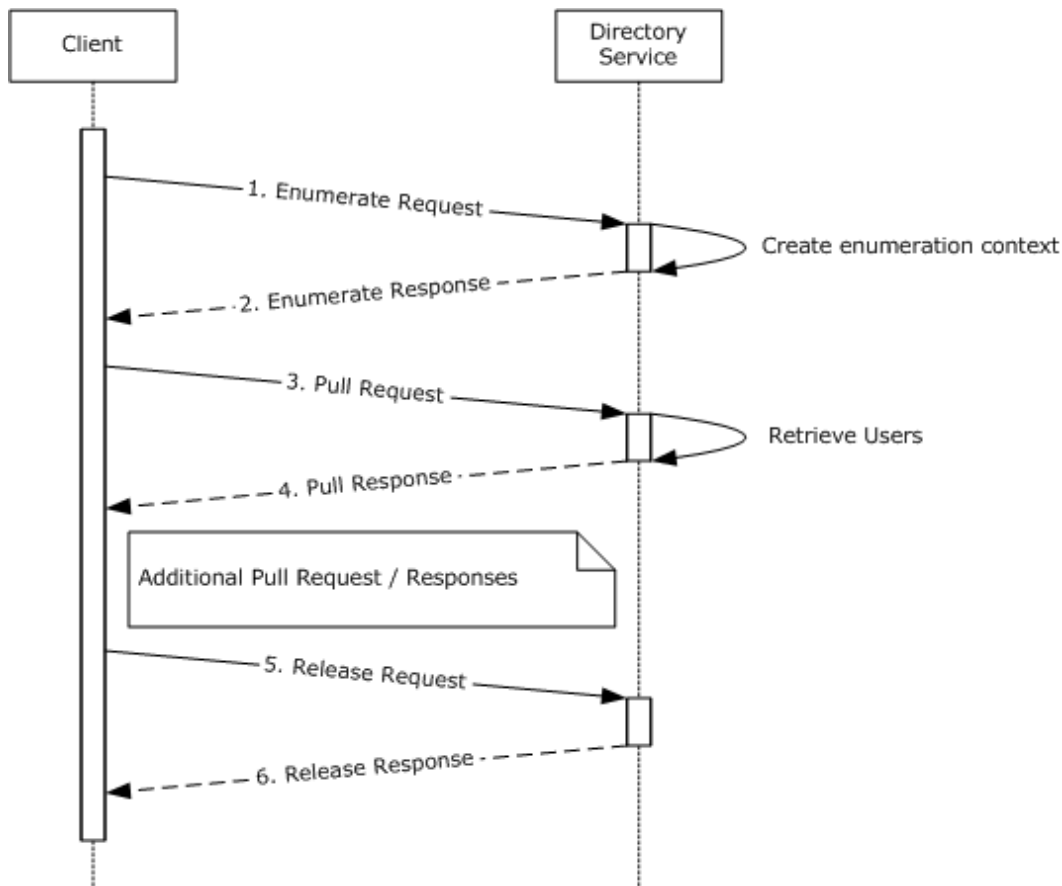 Client
Directory
Service
1. Enumerate Request
Create enumeration context
2. Enumerate Response
3. Pull Request
Retrieve Users
4. Pull Response
Additional Pull Request / Responses
5. Release Request
6. Release Response